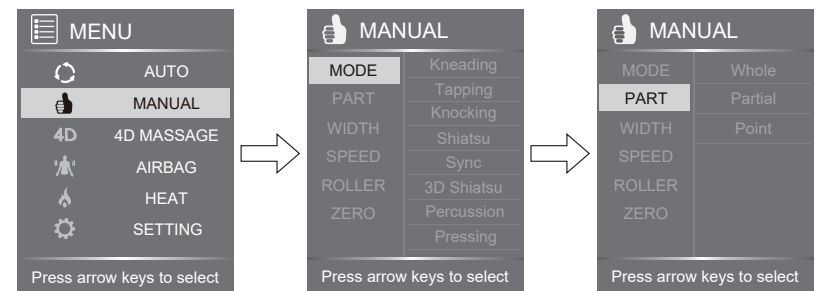 MENU
AUTO
MANUAL
4D 4D MASSAGE
AIRBAG
HEAT
SETTING
Press arrow keys to select
MANUAL
MODE Kneading
PART Tapping
Knocking
WIDTH Shiatsu
SPEED Sync
ROLLER 3D Shiatsu
ZERO Percussion
Pressing
Press arrow keys to select
MANUAL
MODE Whole
PART Partial
WIDTH Point
SPEED
ROLLER
ZERO
Press arrow keys to select